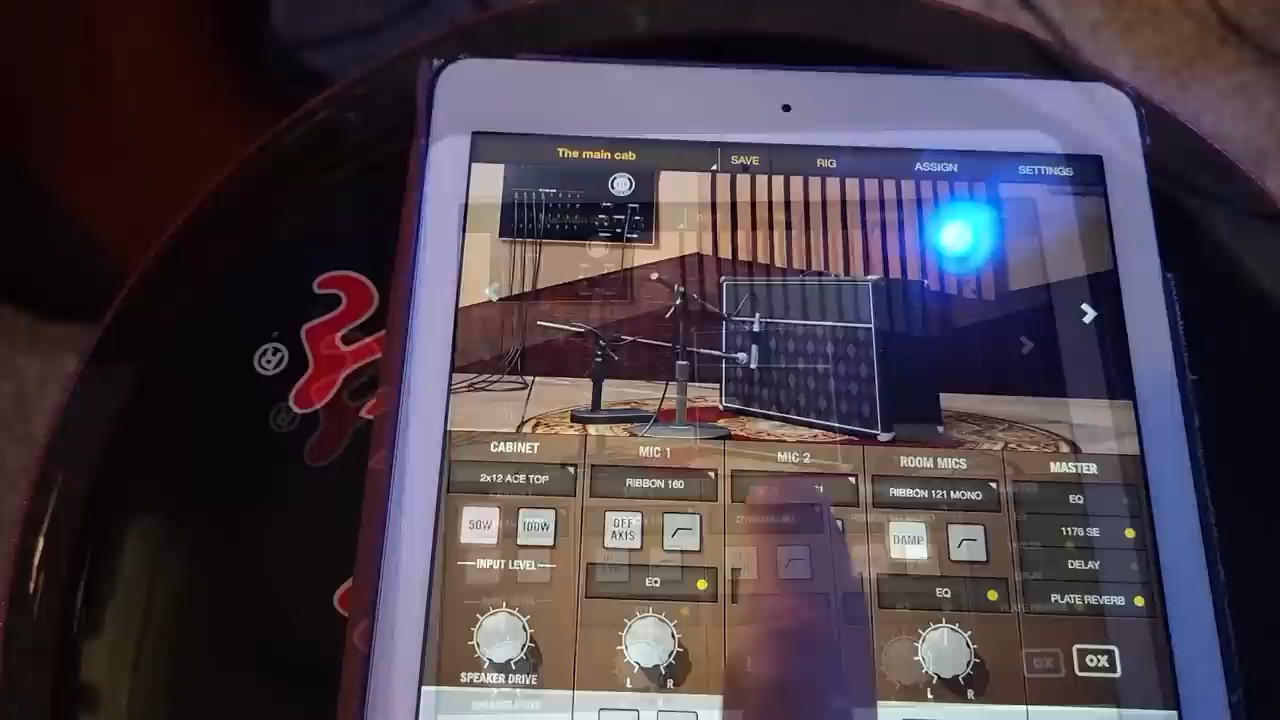 The main cab
SAVE
RIG
ASSIGN
SETTINGS
CABINET
MIC 1
MIC 2
ROOM MICS
MASTER
2x12 ACE TOP
RIBBON 160
RIBBON 121 MONO
EQ
50W
100W
OFF AXIS
DAMP
1176 SE
INPUT LEVEL
EQ
EQ
DELAY
PLATE REVERB
SPEAKER DRIVE
L
R
L
R
OX
OX
®